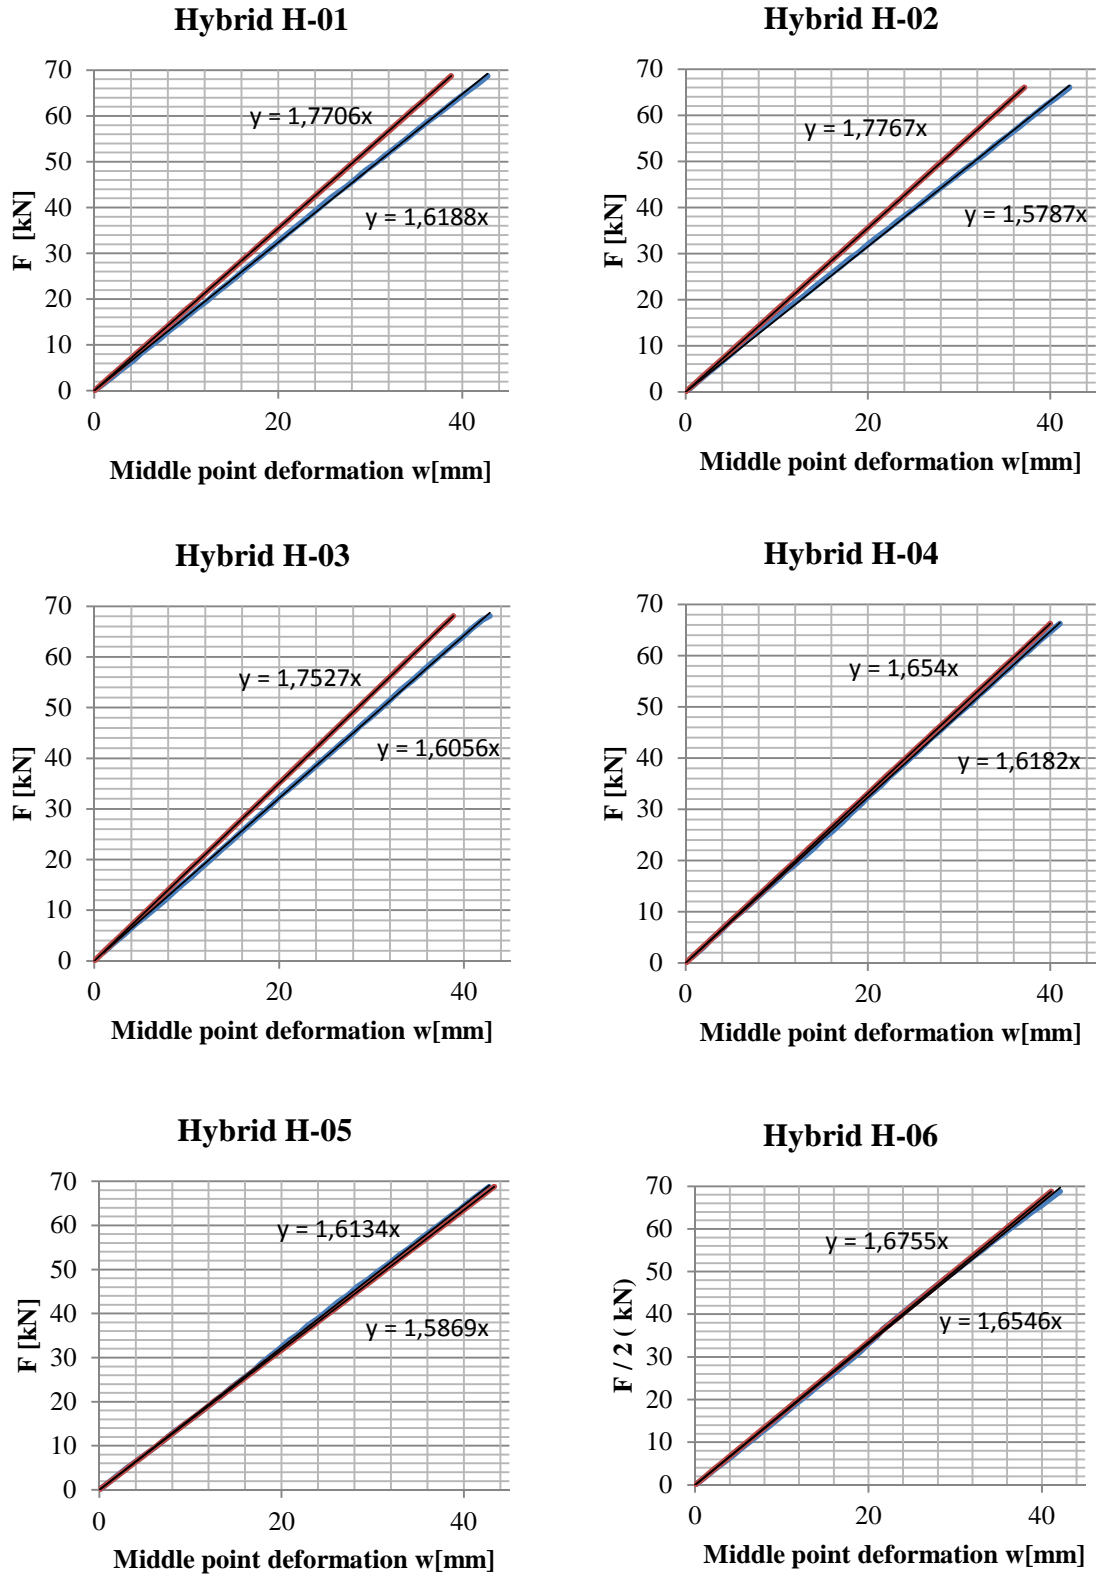 Hybrid H-01
70
60
50
40
30
20
10
0
F [kN]
y = 1,7706x
y = 1,6188x
0 20 40
Middle point deformation w[mm]
Hybrid H-02
70
60
50
40
30
20
10
0
F [kN]
y = 1,7767x
y = 1,5787x
0 20 40
Middle point deformation w[mm]
Hybrid H-03
70
60
50
40
30
20
10
0
F [kN]
y = 1,7527x
y = 1,6056x
0 20 40
Middle point deformation w[mm]
Hybrid H-04
70
60
50
40
30
20
10
0
F [kN]
y = 1,654x
y = 1,6182x
0 20 40
Middle point deformation w[mm]
Hybrid H-05
70
60
50
40
30
20
10
0
F [kN]
y = 1,6134x
y = 1,5869x
0 20 40
Middle point deformation w[mm]
Hybrid H-06
70
60
50
40
30
20
10
0
F / 2 ( kN)
y = 1,6755x
y = 1,6546x
0 20 40
Middle point deformation w[mm]